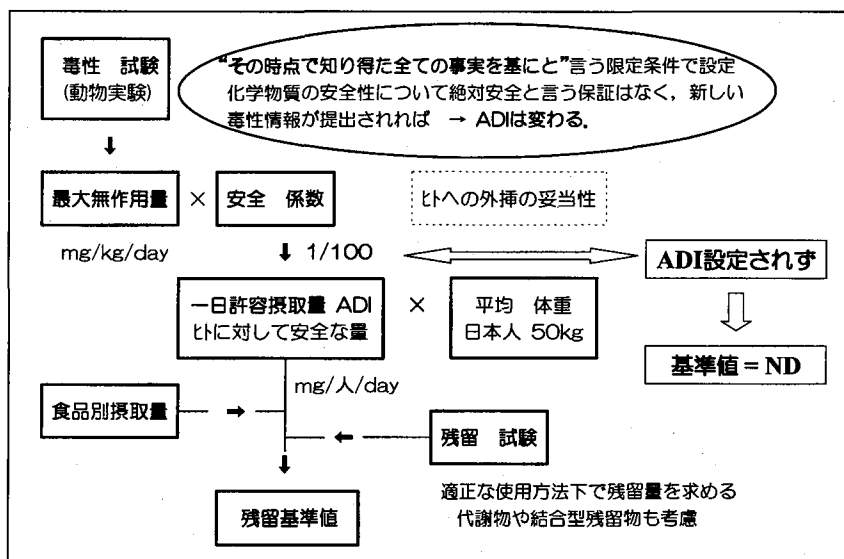 毒性 試験
(動物実験)
“その時点で知り得た全ての事実を基にと”言う限定条件で設定
化学物質の安全性について絶対安全と言う保証はなく，新しい
毒性情報が提出されれば → ADIは変わる．
↓
最大無作用量 × 安全 係数
ﾋﾄへの外挿の妥当性
mg/kg/day
↓ 1/100
ADI設定されず
一日許容摂取量 ADI
ﾋﾄに対して安全な量
×
平均 体重
日本人 50kg
基準値 = ND
mg/人/day
食品別摂取量
残留 試験
残留基準値
適正な使用方法下で残留量を求める
代謝物や結合型残留物も考慮